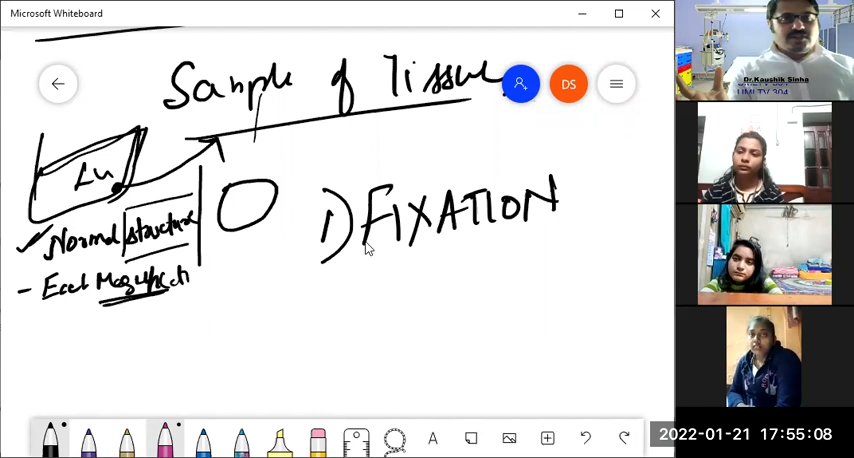 Microsoft Whiteboard
Sample of Tissue
DS
Lu
Normal structure
1) FIXATION
Dr.Kaushik Sinha
A
2022-01-21 17:55:08